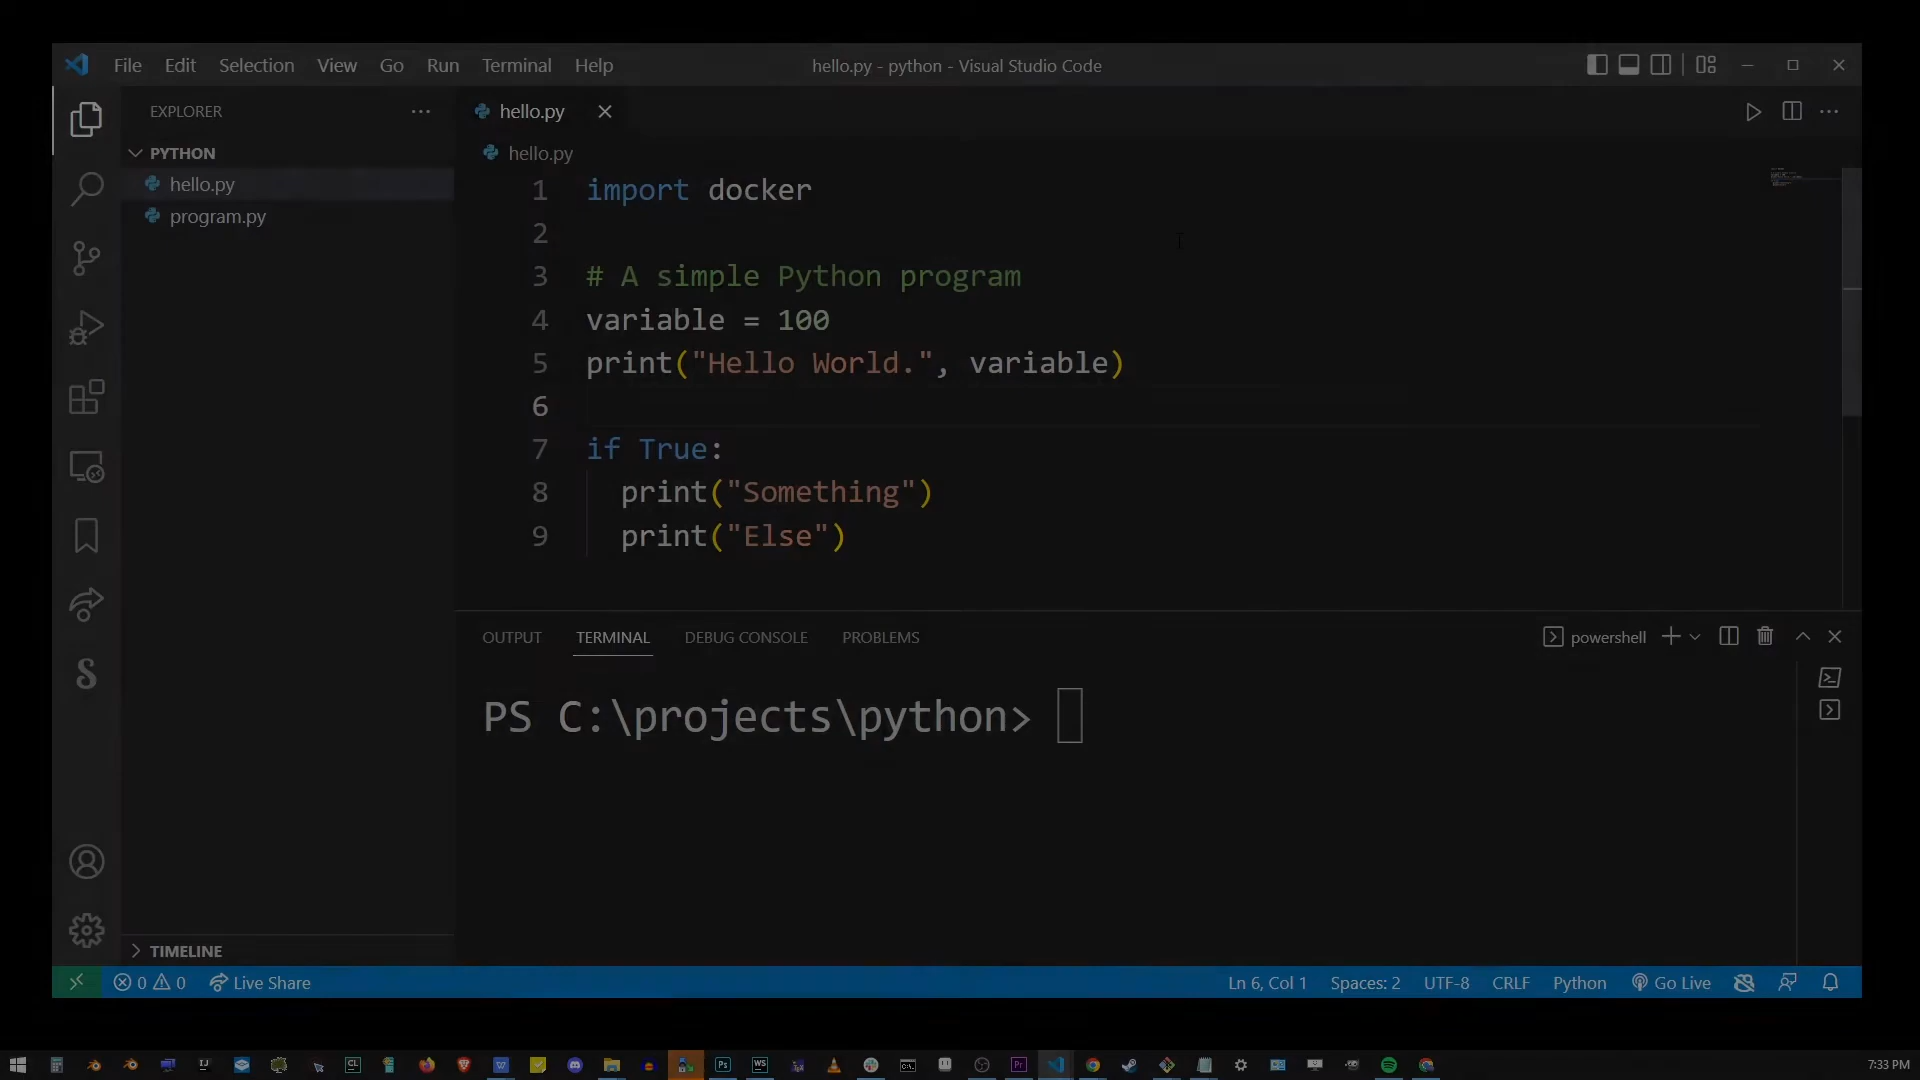 File Edit Selection View Go Run Terminal Help
hello.py - python - Visual Studio Code
EXPLORER
PYTHON
hello.py
program.py
TIMELINE
hello.py
hello.py
1 import docker
2
3 # A simple Python program
4 variable = 100
5 print("Hello World.", variable)
6
7 if True:
8 print("Something")
9 print("Else")
OUTPUT TERMINAL DEBUG CONSOLE PROBLEMS
powershell
PS C:\projects\python>
0 0 Live Share
Ln 6, Col 1 Spaces: 2 UTF-8 CRLF Python Go Live
7:33 PM